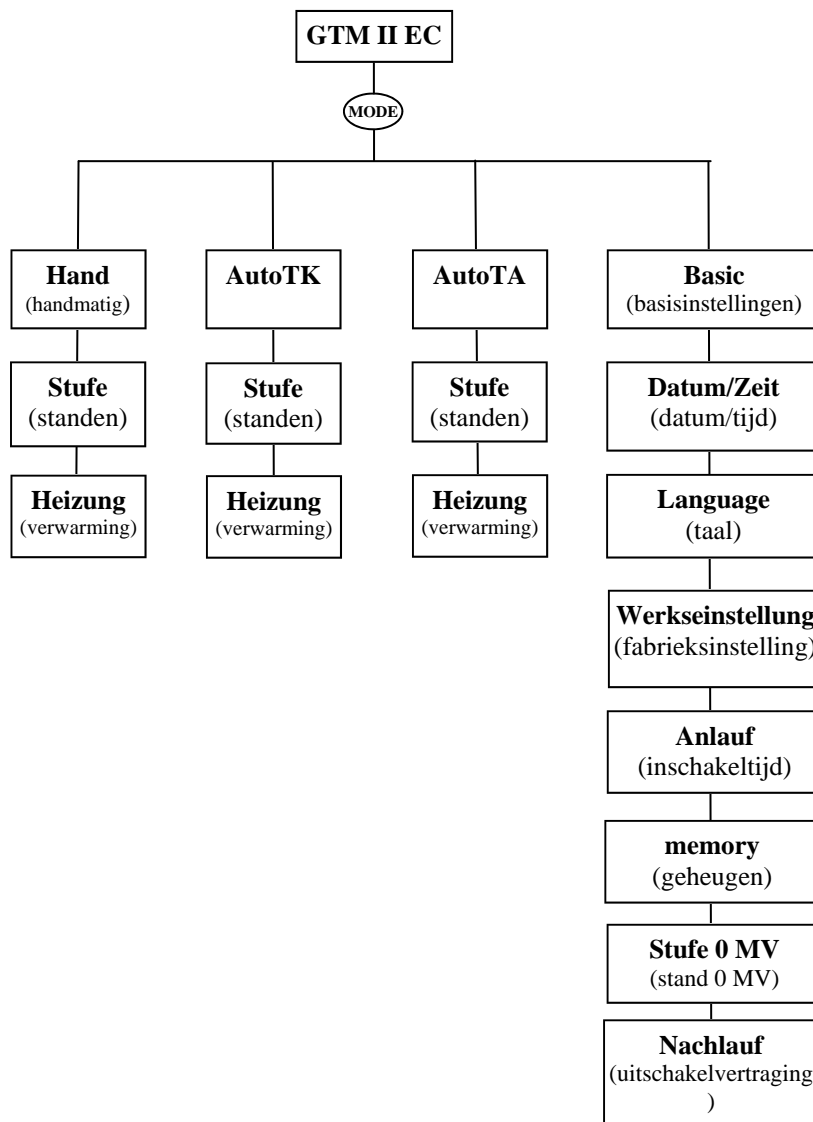 GTM II EC
MODE
Hand
(handmatig)
Stufe
(standen)
Heizung
(verwarming)
AutoTK
Stufe
(standen)
Heizung
(verwarming)
AutoTA
Stufe
(standen)
Heizung
(verwarming)
Basic
(basisinstellingen)
Datum/Zeit
(datum/tijd)
Language
(taal)
Werkseinstellung
(fabrieksinstelling)
Anlauf
(inschakeltijd)
memory
(geheugen)
Stufe 0 MV
(stand 0 MV)
Nachlauf
(uitschakelvertraging
)